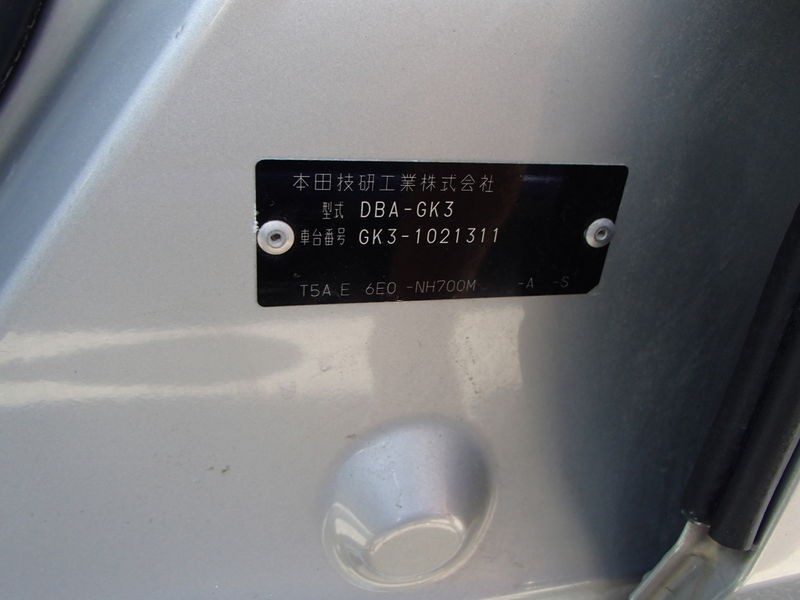 本田技研工業株式会社
型式 DBA-GK3
車台番号 GK3-1021311
T5A E 6E0 -NH700M -A -S